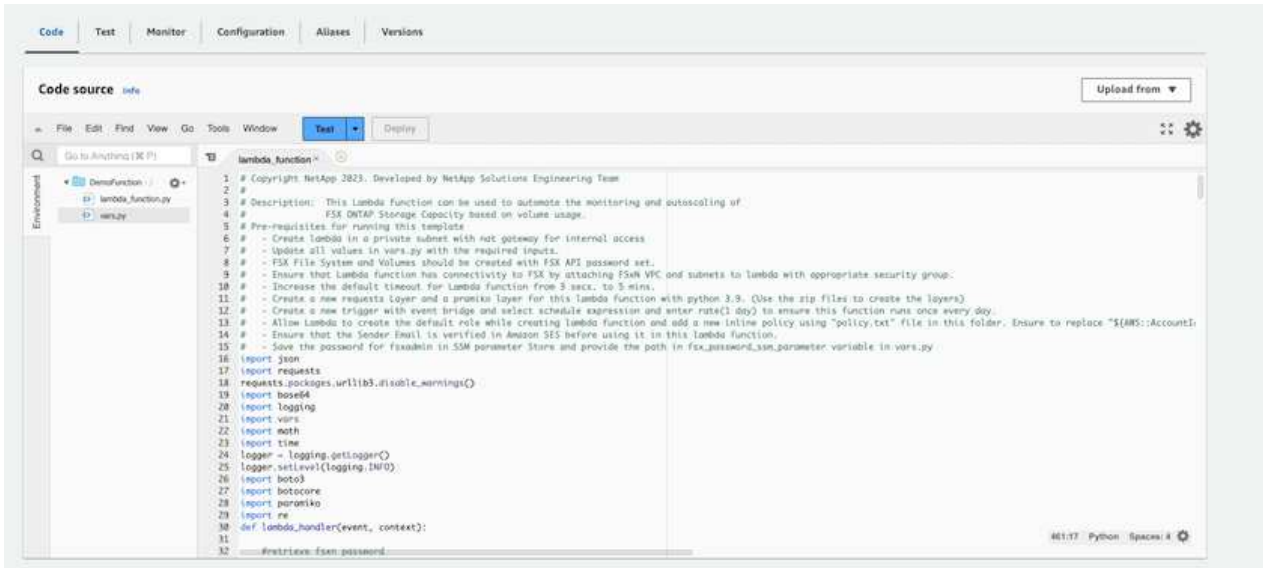 Code Test Monitor Configuration Aliases Versions
Code source Info
Upload from ▼
File Edit Find View Go Tools Window Test Deploy
Go to Anything (⌘ P)
lambda_function
Environment
DemoFunction
lambda_function.py
vars.py
1 # Copyright NetApp 2023. Developed by NetApp Solutions Engineering Team
2 #
3 # Description: This Lambda function can be used to automate the monitoring and autoscaling of
4 # FSX ONTAP Storage Capacity based on volume usage.
5 # Pre-requisites for running this template
6 # - Create lambda in a private subnet with nat gateway for internal access
7 # - Update all values in vars.py with the required inputs.
8 # - FSX File System and Volumes should be created with FSX API password set.
9 # - Ensure that Lambda function has connectivity to FSX by attaching FSxN VPC and subnets to lambda with appropriate security group.
10 # - Increase the default timeout for Lambda function from 3 secs. to 5 mins.
11 # - Create a new requests Layer and a pramiko layer for this lambda function with python 3.9. (Use the zip files to create the layers)
12 # - Create a new trigger with event bridge and select schedule expression and enter rate(1 day) to ensure this function runs once every day.
13 # - Allow Lambda to create the default role while creating lambda function and add a new inline policy using "policy.txt" file in this folder. Ensure to replace "${AWS::AccountI
14 # - Ensure that the Sender Email is verified in Amazon SES before using it in this lambda function.
15 # - Save the password for fsxadmin in SSM parameter Store and provide the path in fsx_password_ssm_parameter variable in vars.py
16 import json
17 import requests
18 requests.packages.urllib3.disable_warnings()
19 import base64
20 import logging
21 import vars
22 import math
23 import time
24 logger = logging.getLogger()
25 logger.setLevel(logging.INFO)
26 import boto3
27 import botocore
28 import paramiko
29 import re
30 def lambda_handler(event, context):
31
32 #retrieve fsxn password
461:17 Python Spaces: 4